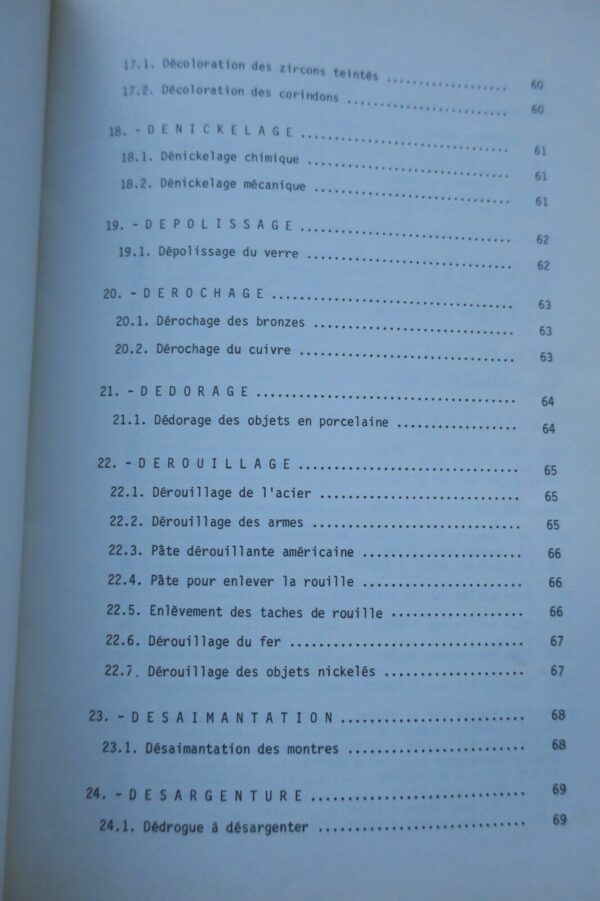 17.1. Décoloration des zircons teintés .......................... 60
17.2. Décoloration des corindons .......................... 60
18. - D E N I C K E L A G E .......................... 61
18.1. Dénickelage chimique .......................... 61
18.2. Dénickelage mécanique .......................... 61
19. - D E P O L I S S A G E .......................... 62
19.1. Dépolissage du verre .......................... 62
20. - D E R O C H A G E .......................... 63
20.1. Dérochage des bronzes .......................... 63
20.2. Dérochage du cuivre .......................... 63
21. - D E D O R A G E .......................... 64
21.1. Dédorage des objets en porcelaine .......................... 64
22. - D E R O U I L L A G E .......................... 65
22.1. Dérouillage de l'acier .......................... 65
22.2. Dérouillage des armes .......................... 65
22.3. Pâte dérouillante américaine .......................... 66
22.4. Pâte pour enlever la rouille .......................... 66
22.5. Enlèvement des taches de rouille .......................... 66
22.6. Dérouillage du fer .......................... 67
22.7. Dérouillage des objets nickelés .......................... 67
23. - D E S A I M A N T A T I O N .......................... 68
23.1. Désaimantation des montres .......................... 68
24. - D E S A R G E N T U R E .......................... 69
24.1. Dédrogue à désargenter .......................... 69